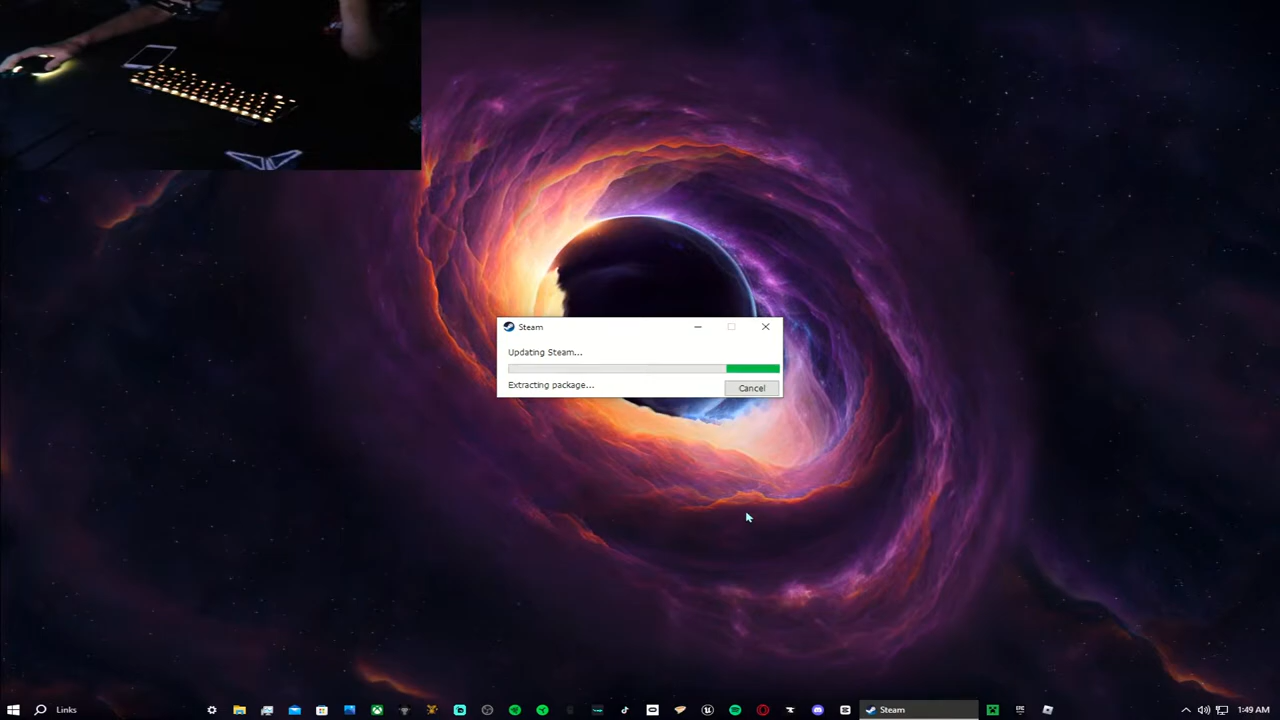 Steam
Updating Steam...
Extracting package...
Cancel
Links
Steam
1:49 AM